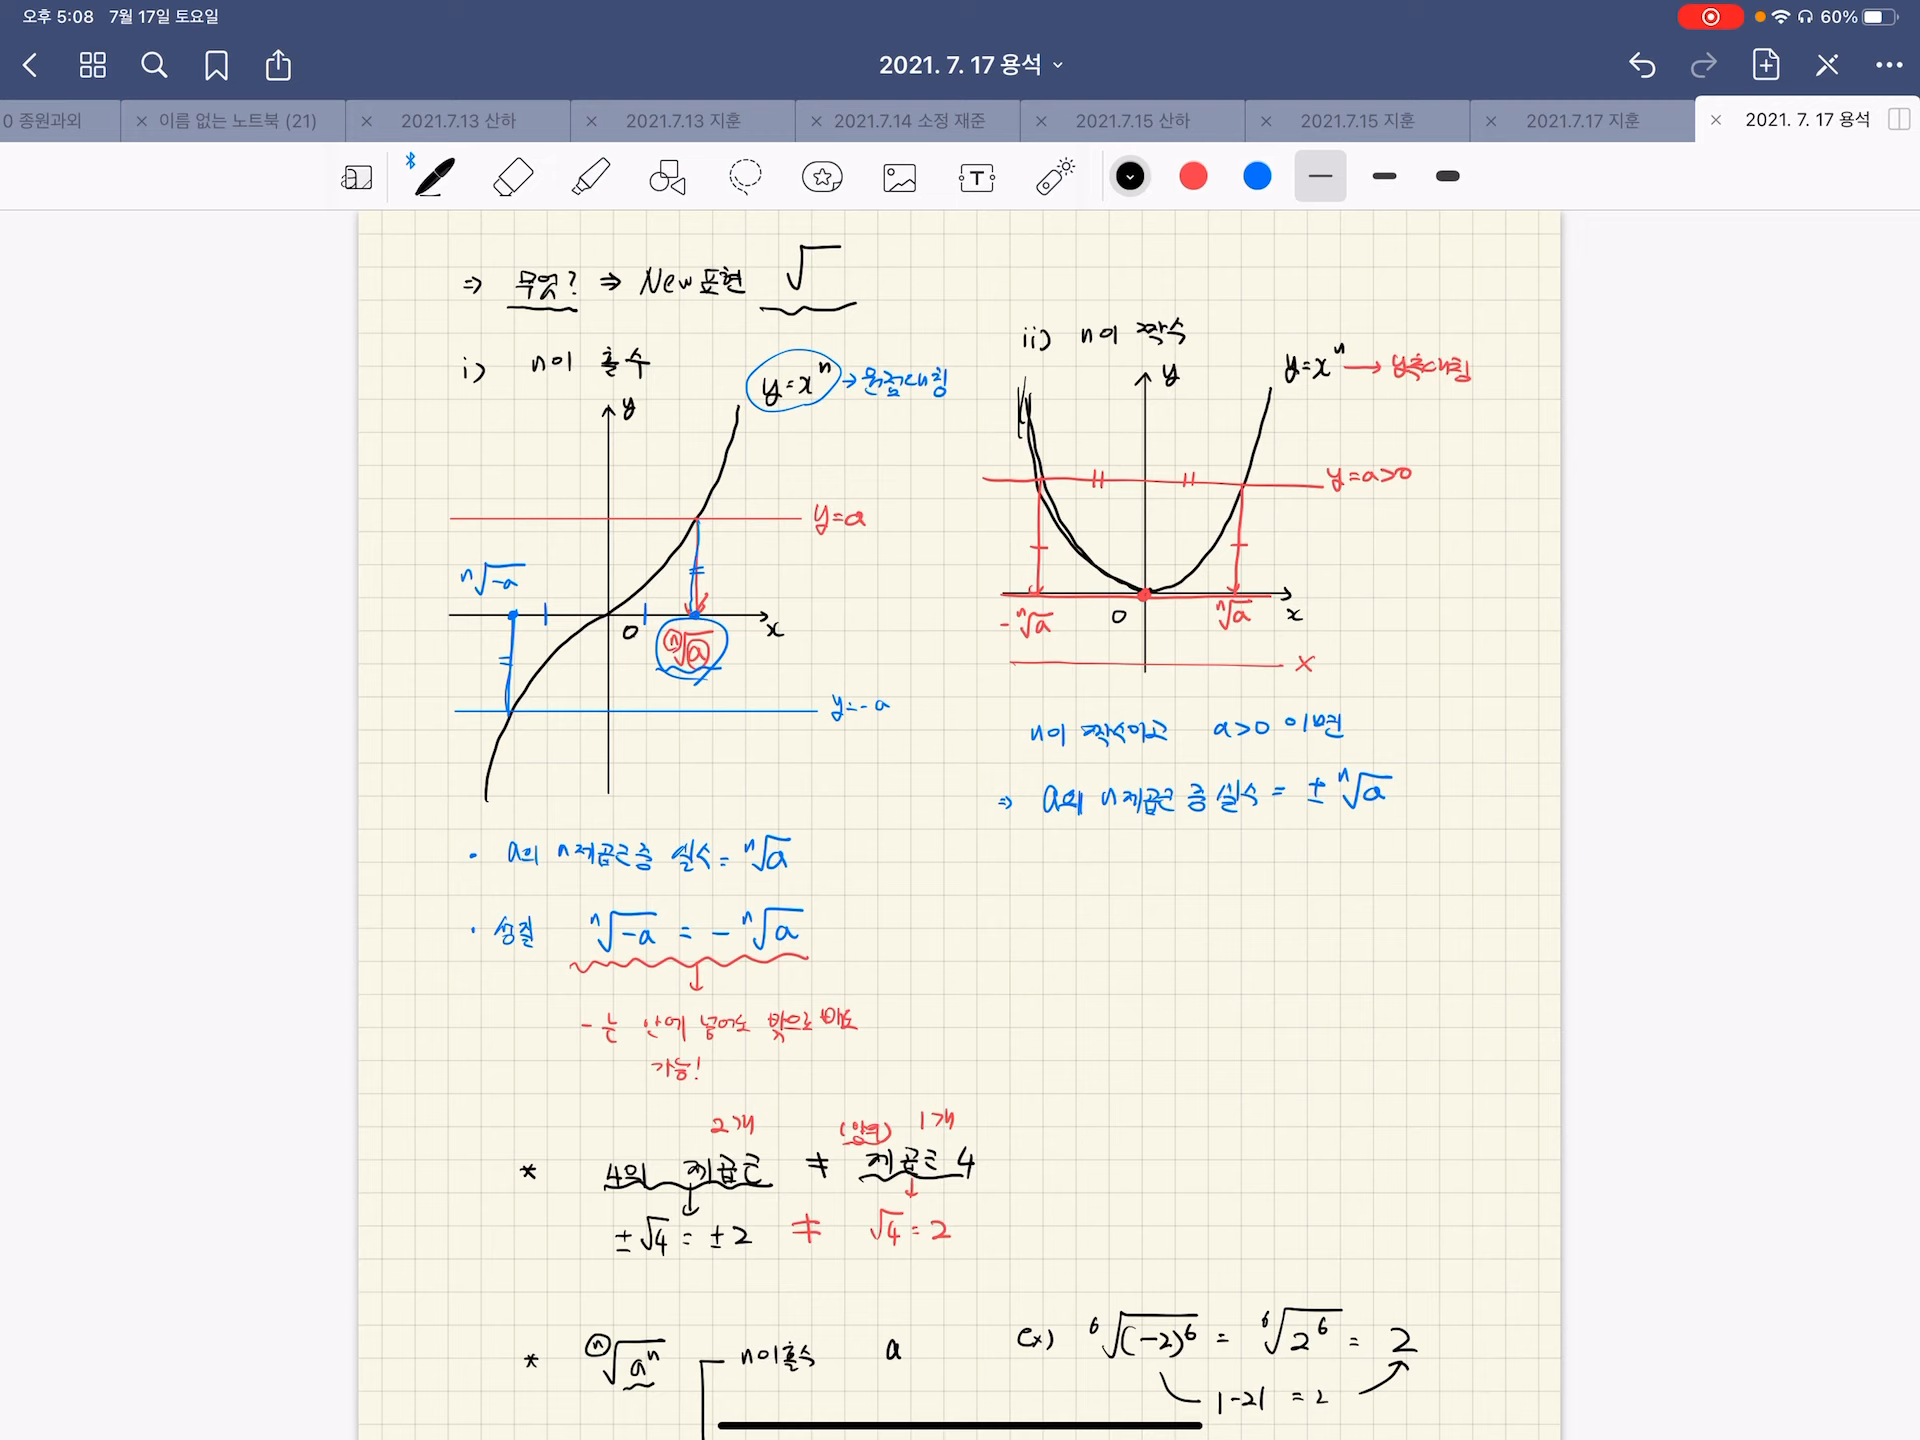 오후 5:08 7월 17일 토요일
60%
2021. 7. 17 용석
0 종원과외
이름 없는 노트북 (21)
2021.7.13 산하
2021.7.13 지훈
2021.7.14 소정 재준
2021.7.15 산하
2021.7.15 지훈
2021.7.17 지훈
2021. 7. 17 용석
⇒ 무엇? ⇒ New 표현 √
i) n이 홀수
y=xⁿ → 원점대칭
y
y=a
ⁿ√-a
0
x
ⁿ√a
y=-a
• a의 n제곱근 중 실수 = ⁿ√a
• 성질 ⁿ√-a = - ⁿ√a
↓
- 는 안에 넣어도 밖으로 빼도
가능!
ii) n이 짝수
y=xⁿ → y축대칭
y
y=a>0
-ⁿ√a
0
ⁿ√a
x
x
n이 짝수이고 a>0 이면
⇒ a의 n제곱근 중 실수 = ± ⁿ√a
2개 (양의) 1개
* 4의 제곱근 ≠ 제곱근 4
↓ ↓
±√4 = ±2 ≠ √4 = 2
* ⁿ√aⁿ n이 홀수 a
ex) ⁶√(-2)⁶ = ⁶√2⁶ = 2
|-2| = 2